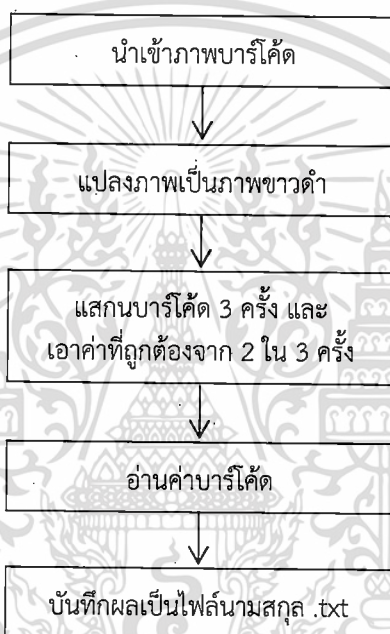 นำเข้าภาพบาร์โค้ด
แปลงภาพเป็นภาพขาวดำ
แสกนบาร์โค้ด 3 ครั้ง และ
เอาค่าที่ถูกต้องจาก 2 ใน 3 ครั้ง
อ่านค่าบาร์โค้ด
บันทึกผลเป็นไฟล์นามสกุล .txt